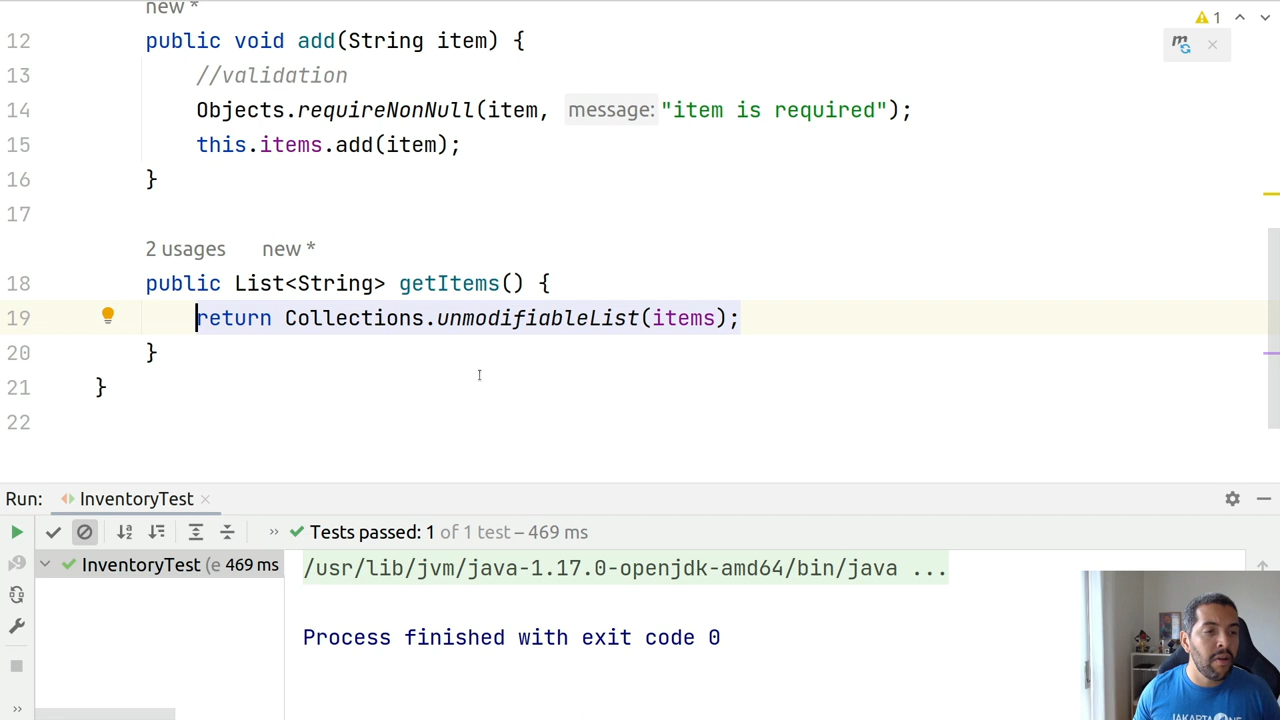 new *
12 public void add(String item) {
13 //validation
14 Objects.requireNonNull(item, message: "item is required");
15 this.items.add(item);
16 }
17
2 usages new *
18 public List<String> getItems() {
19 return Collections.unmodifiableList(items);
20 }
21 }
22
1
Run: InventoryTest
Tests passed: 1 of 1 test – 469 ms
InventoryTest (e 469 ms
/usr/lib/jvm/java-1.17.0-openjdk-amd64/bin/java ...
Process finished with exit code 0
JAKARTAONE